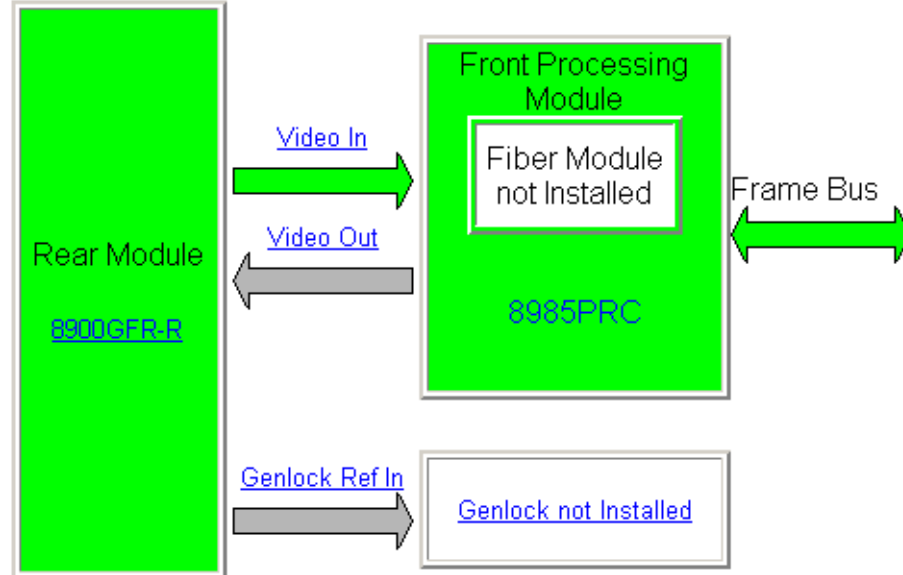 Front Processing
Module
Video In
Fiber Module
not Installed
Frame Bus
Video Out
Rear Module
8900GFR-R
8985PRC
Genlock Ref In
Genlock not Installed